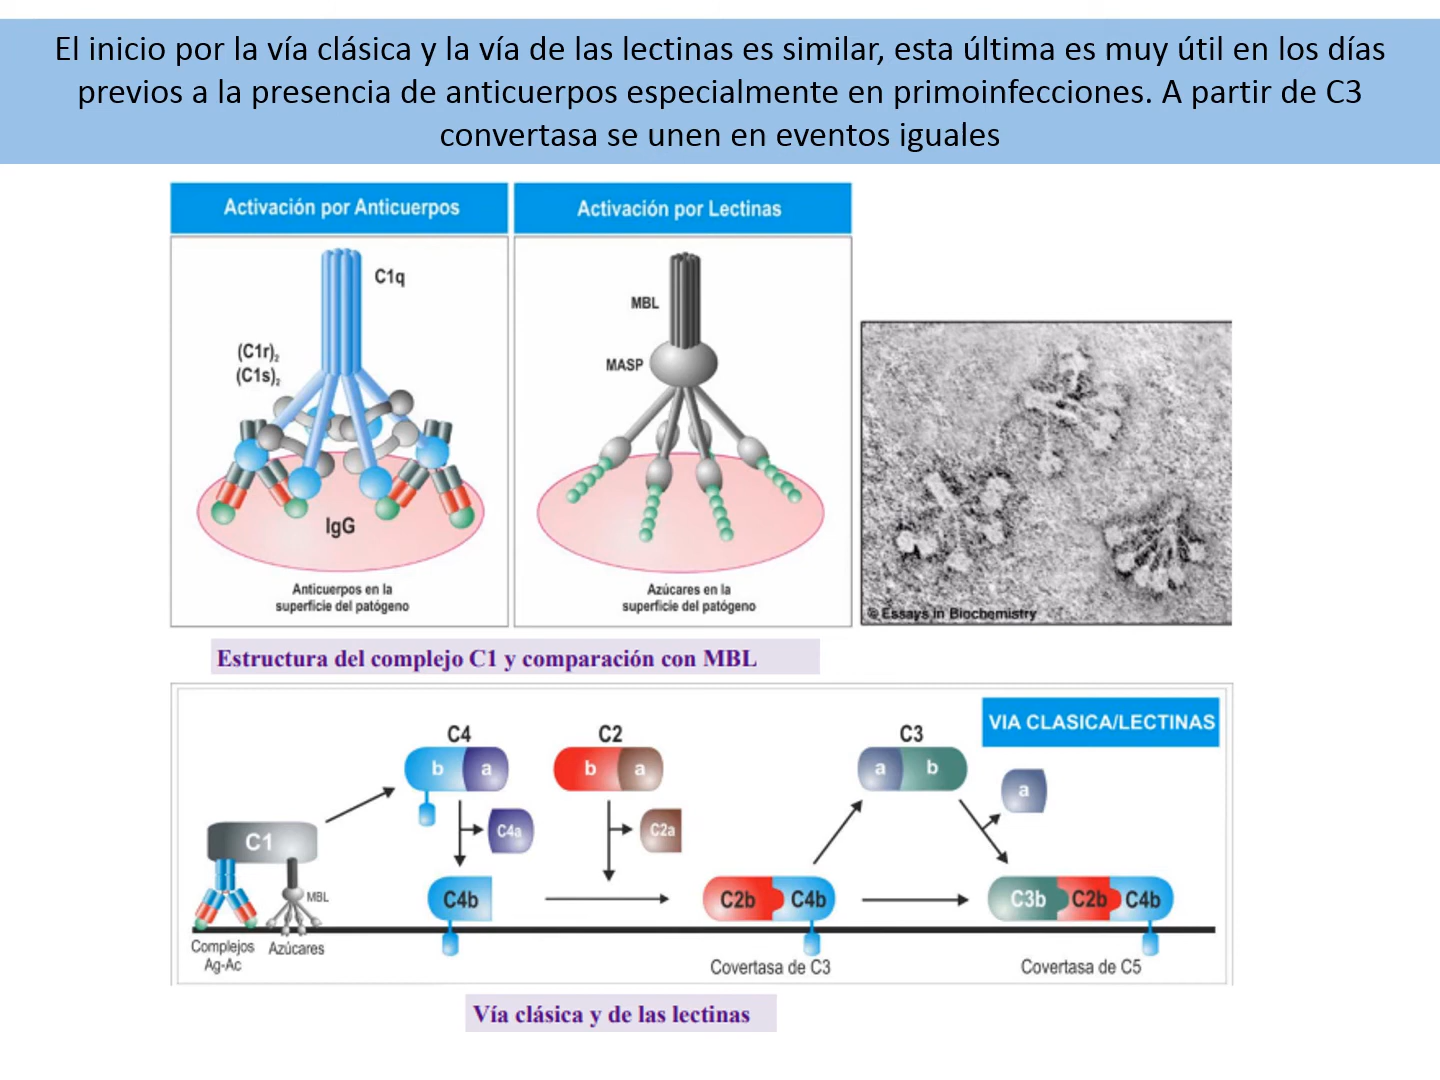 El inicio por la vía clásica y la vía de las lectinas es similar, esta última es muy útil en los días
previos a la presencia de anticuerpos especialmente en primoinfecciones. A partir de C3
convertasa se unen en eventos iguales
Activación por Anticuerpos
Activación por Lectinas
C1q
(C1r)₂
(C1s)₂
IgG
Anticuerpos en la
superficie del patógeno
MBL
MASP
Azúcares en la
superficie del patógeno
© Essays in Biochemistry
Estructura del complejo C1 y comparación con MBL
VIA CLASICA/LECTINAS
C4
b a
C2
b a
C3
a b
a
C4a
C2a
C1
MBL
C4b
C2b C4b
C3b C2b C4b
Complejos
Ag-Ac
Azúcares
Covertasa de C3
Covertasa de C5
Vía clásica y de las lectinas